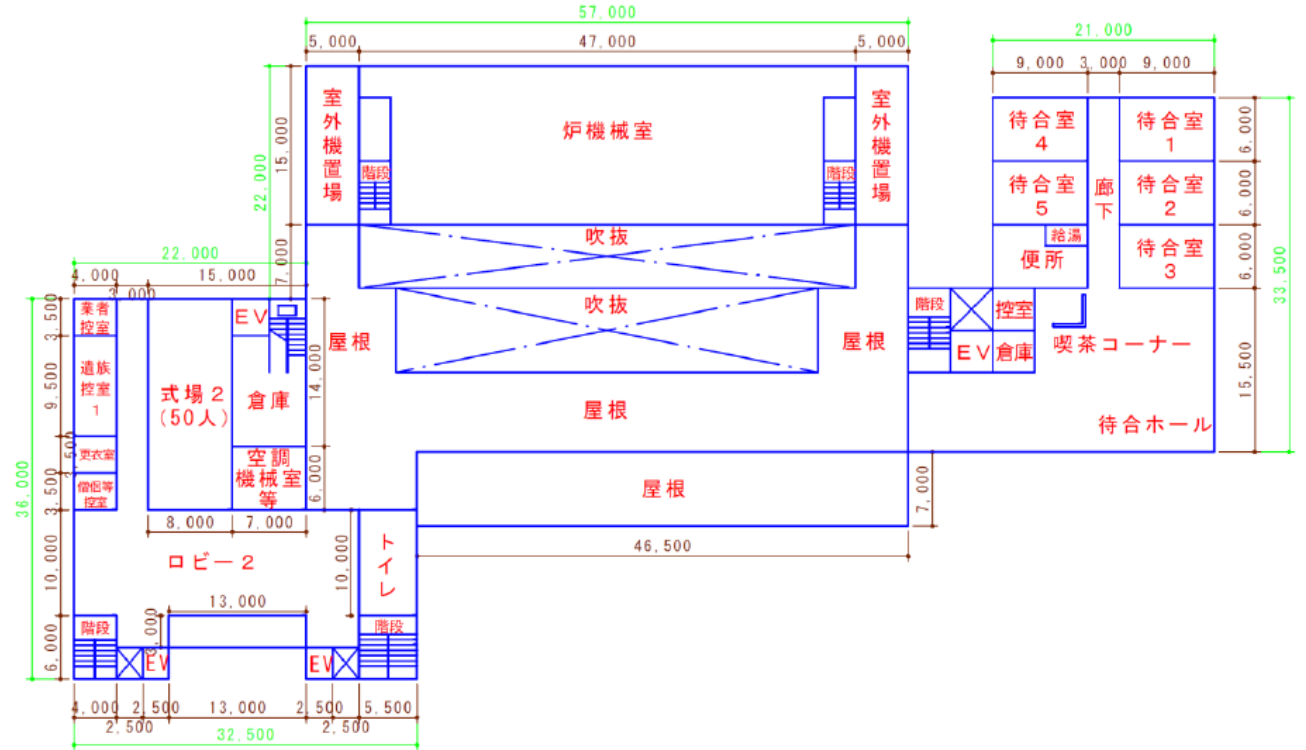 57,000
5,000
47,000
5,000
21,000
9,000
3,000
9,000
室外機置場
炉機械室
室外機置場
階段
階段
15,000
22,000
7,000
待合室
4
待合室
1
待合室
5
廊下
待合室
2
給湯
便所
待合室
3
6,000
6,000
6,000
33,500
15,500
吹抜
吹抜
屋根
屋根
屋根
屋根
階段
控室
EV
倉庫
喫茶コーナー
待合ホール
22,000
4,000
3,000
15,000
業者
控室
EV
遺族
控室
1
式場2
(50人)
倉庫
更衣室
空調
機械室
等
僧侶等
控室
3,500
9,500
3,500
3,500
36,000
14,000
6,000
8,000
7,000
10,000
10,000
ロビー2
トイレ
13,000
3,000
階段
階段
EV
EV
6,000
7,000
46,500
4,000
2,500
2,500
13,000
2,500
2,500
5,500
32,500